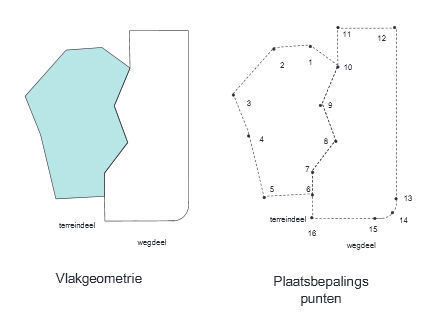 11
12
1
2
10
3
9
4
8
7
5
6
13
terreindeel
terreindeel
14
15
16
wegdeel
wegdeel
Vlakgeometrie
Plaatsbepalings
punten